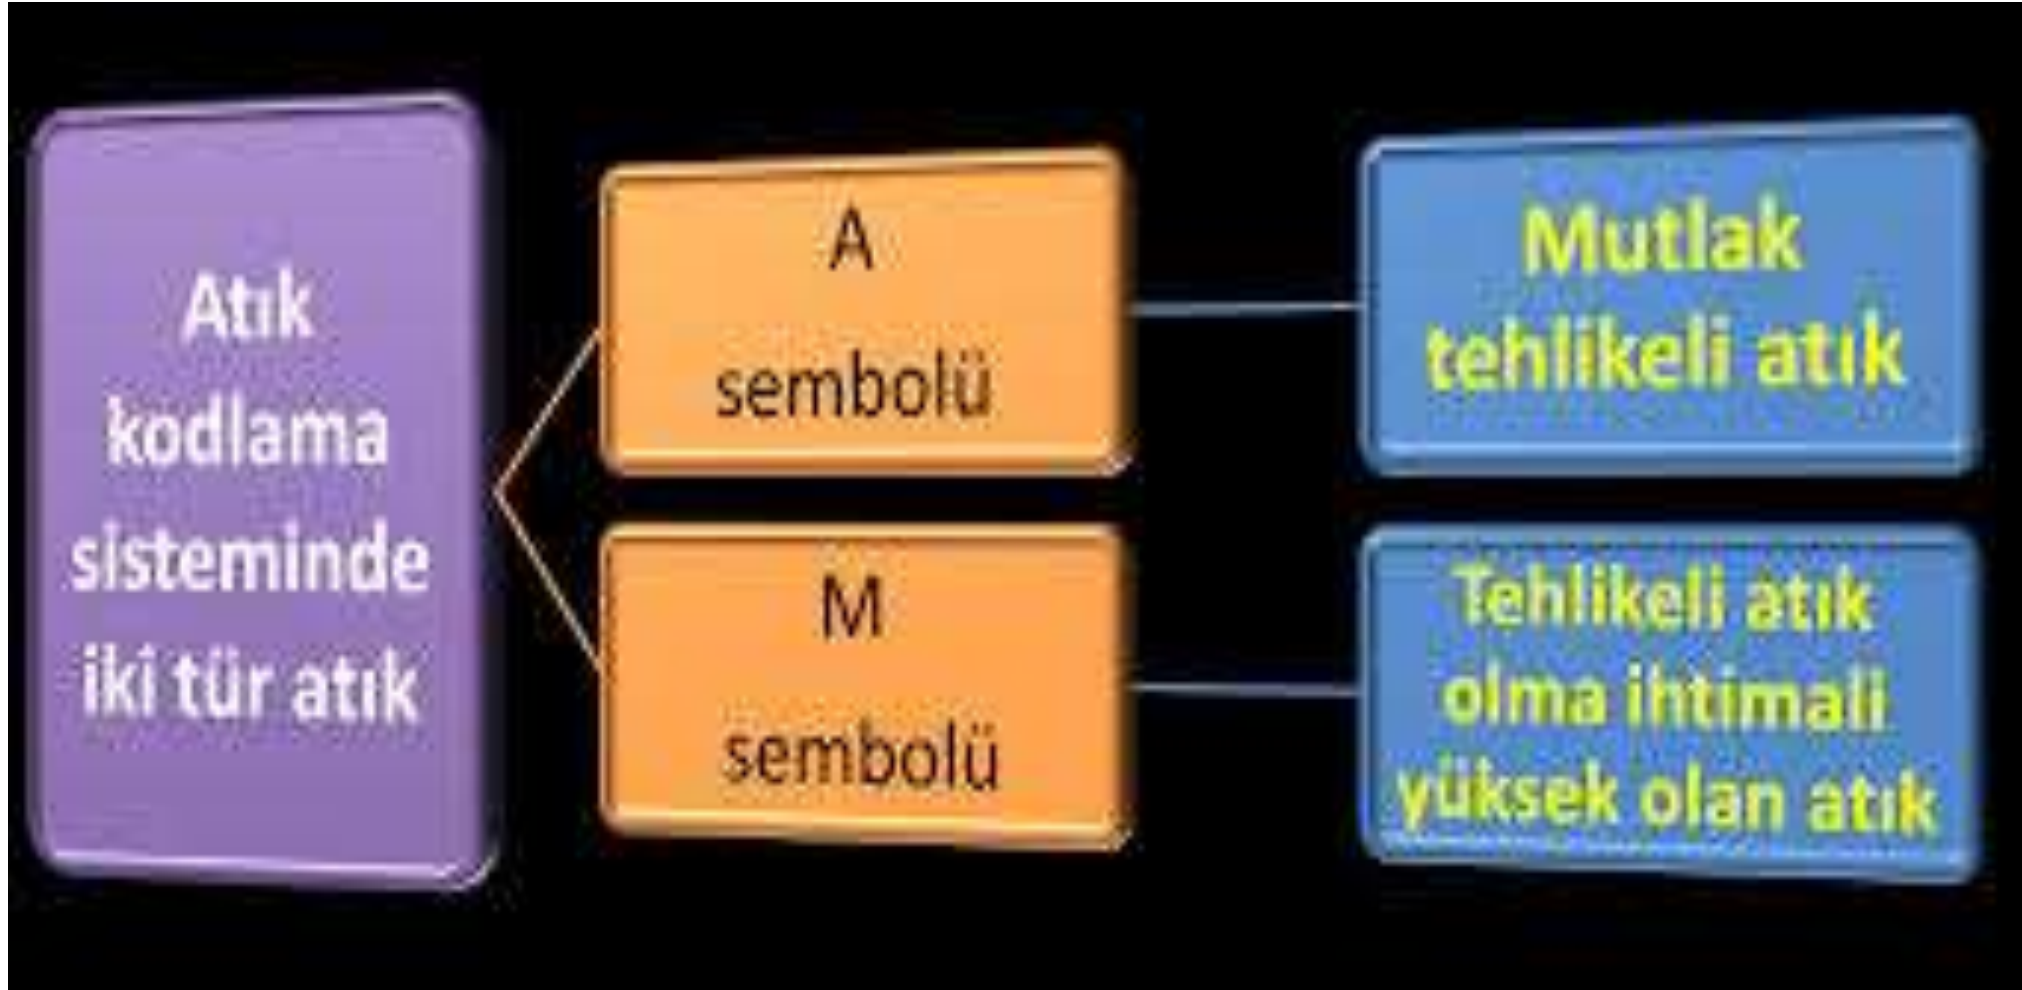 Atık
kodlama
sisteminde
iki tür atık
A
sembolü
Mutlak
tehlikeli atık
M
sembolü
Tehlikeli atık
olma ihtimali
yüksek olan atık